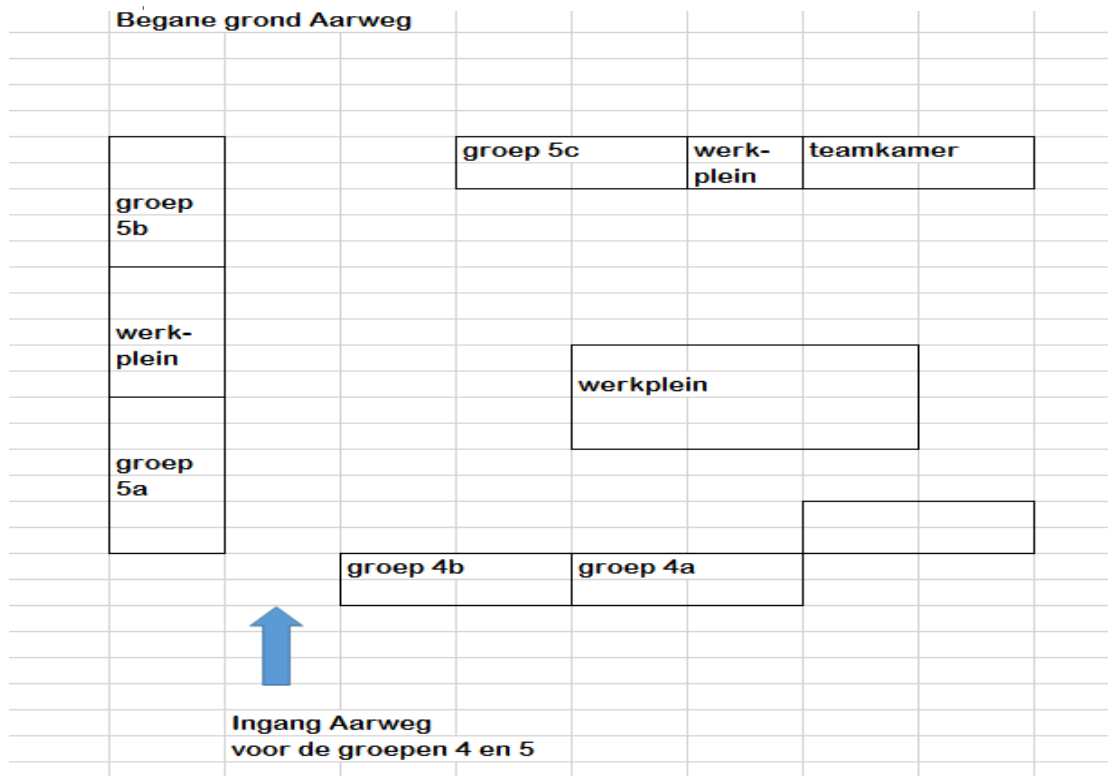 Begane grond Aarweg
groep 5c
werk-
plein
teamkamer
groep
5b
werk-
plein
werkplein
groep
5a
groep 4b
groep 4a
Ingang Aarweg
voor de groepen 4 en 5